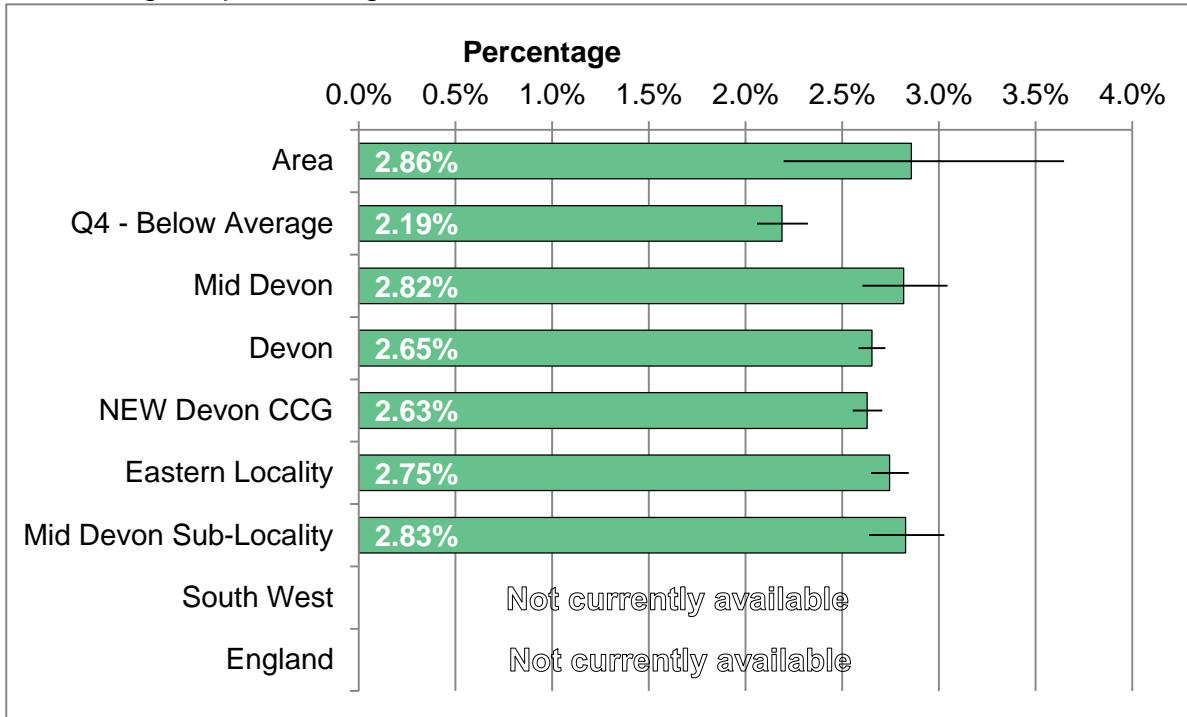 Percentage
0.0% 0.5% 1.0% 1.5% 2.0% 2.5% 3.0% 3.5% 4.0%
Area 2.86%
Q4 - Below Average 2.19%
Mid Devon 2.82%
Devon 2.65%
NEW Devon CCG 2.63%
Eastern Locality 2.75%
Mid Devon Sub-Locality 2.83%
South West Not currently available
England Not currently available